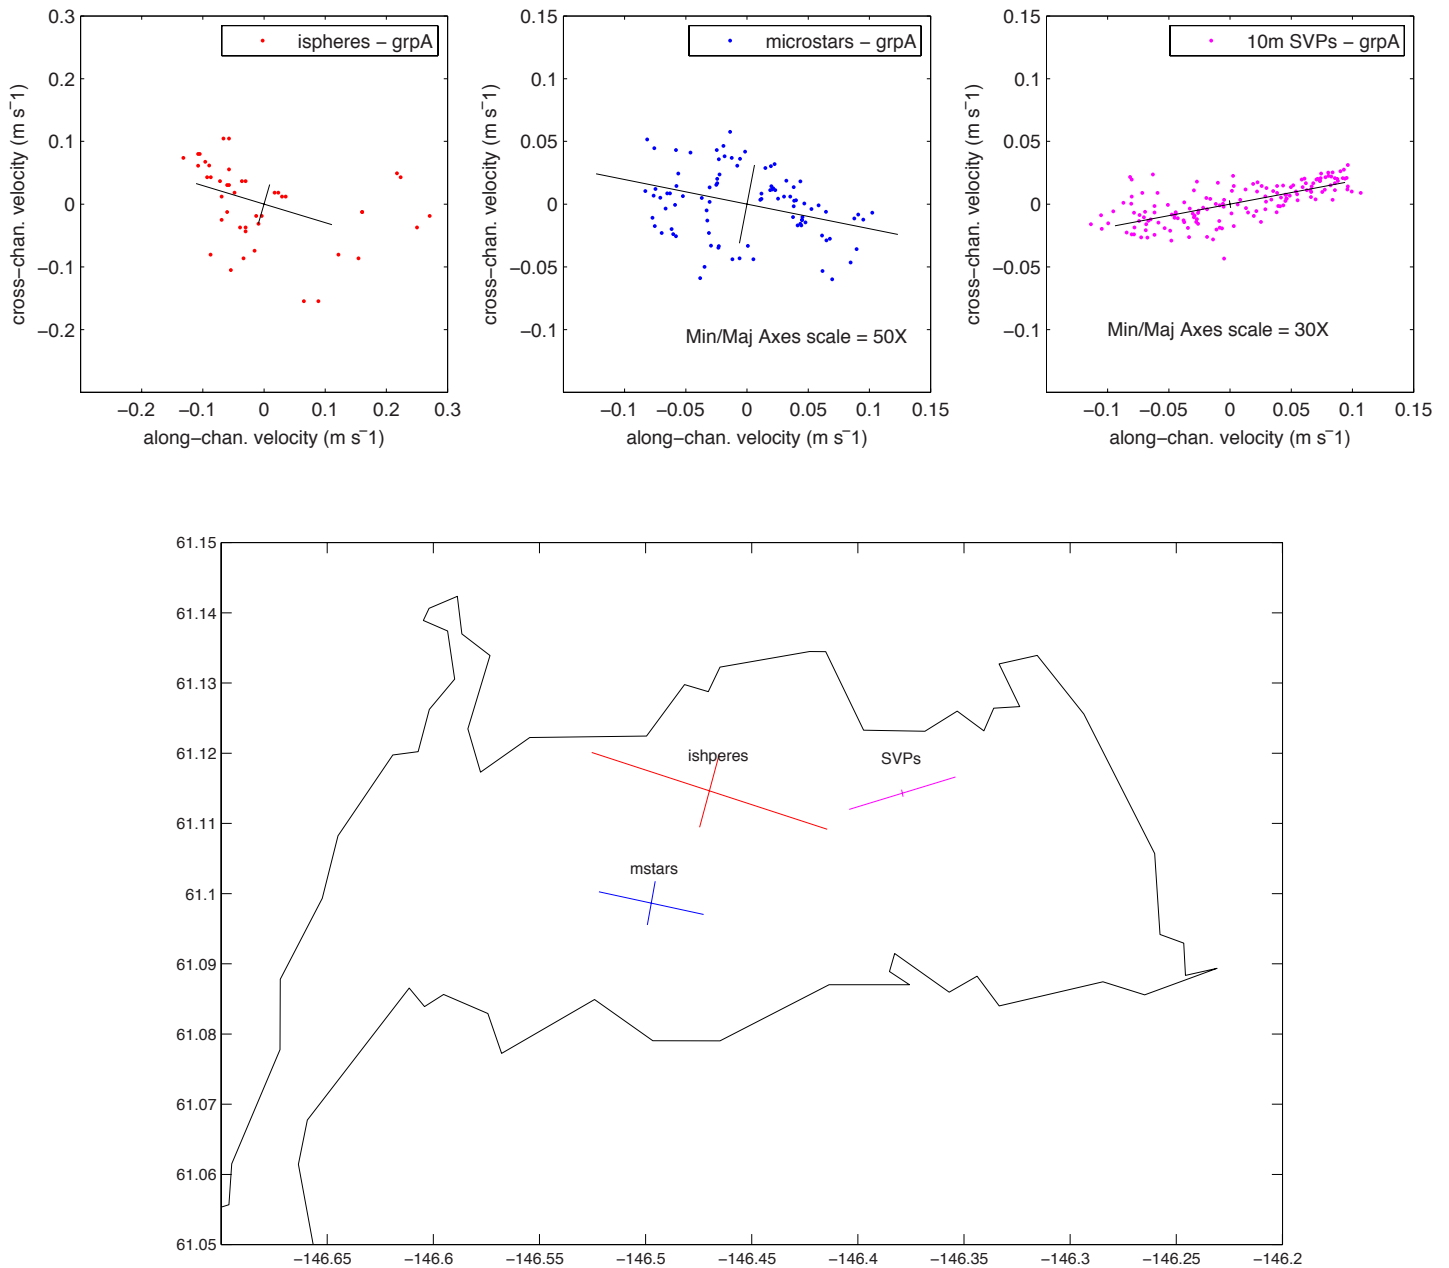 0.3
0.2
0.1
0
−0.1
−0.2
cross−chan. velocity (m s¯1)
ispheres − grpA
−0.2 −0.1 0 0.1 0.2 0.3
along−chan. velocity (m s¯1)
0.15
0.1
0.05
0
−0.05
−0.1
cross−chan. velocity (m s¯1)
microstars − grpA
Min/Maj Axes scale = 50X
−0.1 −0.05 0 0.05 0.1 0.15
along−chan. velocity (m s¯1)
0.15
0.1
0.05
0
−0.05
−0.1
cross−chan. velocity (m s¯1)
10m SVPs − grpA
Min/Maj Axes scale = 30X
−0.1 −0.05 0 0.05 0.1 0.15
along−chan. velocity (m s¯1)
61.15
61.14
61.13
61.12
61.11
61.1
61.09
61.08
61.07
61.06
61.05
ishperes
SVPs
mstars
−146.65 −146.6 −146.55 −146.5 −146.45 −146.4 −146.35 −146.3 −146.25 −146.2